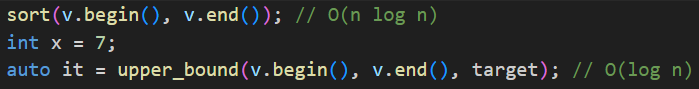 sort(v.begin(), v.end()); // O(n log n)
int x = 7;
auto it = upper_bound(v.begin(), v.end(), target); // O(log n)